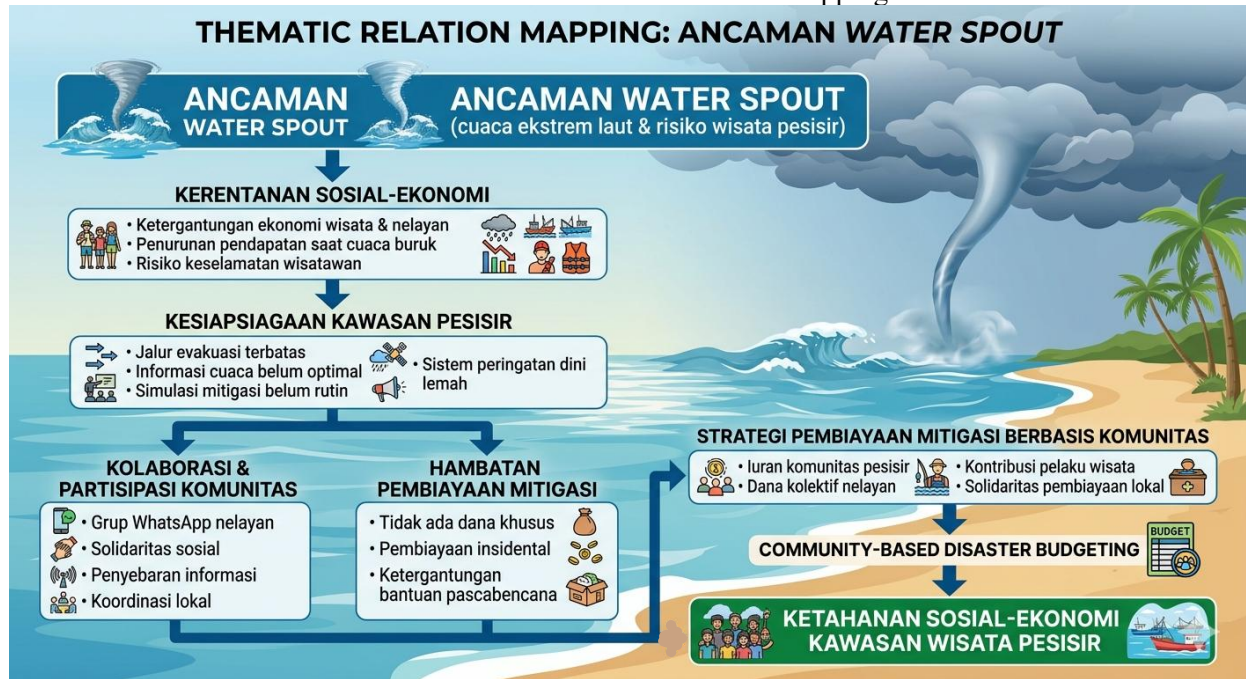 pping
THEMATIC RELATION MAPPING: ANCAMAN WATER SPOUT
ANCAMAN
WATER SPOUT
ANCAMAN WATER SPOUT
(cuaca ekstrem laut & risiko wisata pesisir)
KERENTANAN SOSIAL-EKONOMI
• Ketergantungan ekonomi wisata & nelayan
• Penurunan pendapatan saat cuaca buruk
• Risiko keselamatan wisatawan
KESIAPSIAGAAN KAWASAN PESISIR
• Jalur evakuasi terbatas
• Informasi cuaca belum optimal
• Simulasi mitigasi belum rutin
• Sistem peringatan dini
lemah
KOLABORASI &
PARTISIPASI KOMUNITAS
• Grup WhatsApp nelayan
• Solidaritas sosial
• Penyebaran informasi
• Koordinasi lokal
HAMBATAN
PEMBIAYAAN MITIGASI
• Tidak ada dana khusus
• Pembiayaan insidental
• Ketergantungan
bantuan pascabencana
STRATEGI PEMBIAYAAN MITIGASI BERBASIS KOMUNITAS
• Iuran komunitas pesisir
• Dana kolektif nelayan
• Kontribusi pelaku wisata
• Solidaritas pembiayaan lokal
COMMUNITY-BASED DISASTER BUDGETING
BUDGET
KETAHANAN SOSIAL-EKONOMI
KAWASAN WISATA PESISIR